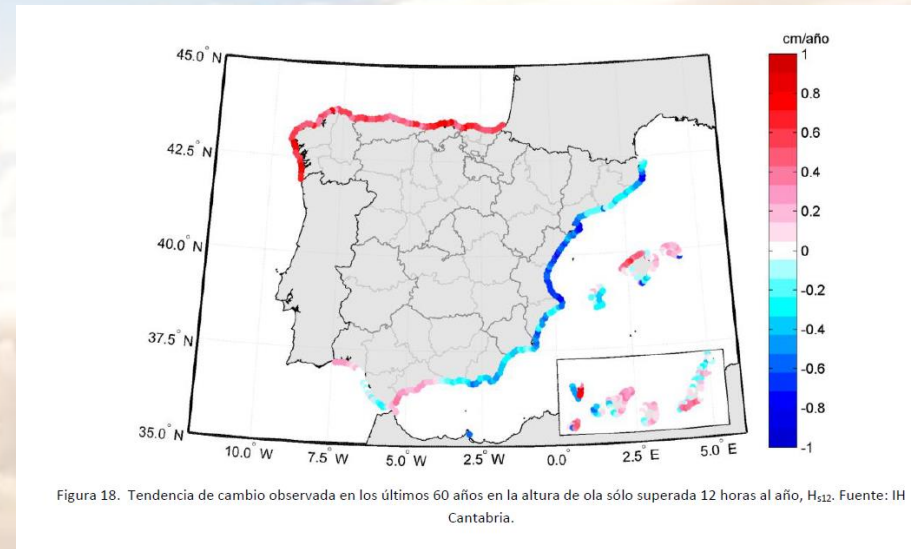 cm/año
45.0° N
42.5° N
40.0° N
37.5° N
35.0° N
10.0° W
7.5° W
5.0° W
2.5° W
0.0°
2.5° E
5.0° E
1
0.8
0.6
0.4
0.2
0
-0.2
-0.4
-0.6
-0.8
-1
Figura 18. Tendencia de cambio observada en los últimos 60 años en la altura de ola sólo superada 12 horas al año, Hs12. Fuente: IH
Cantabria.